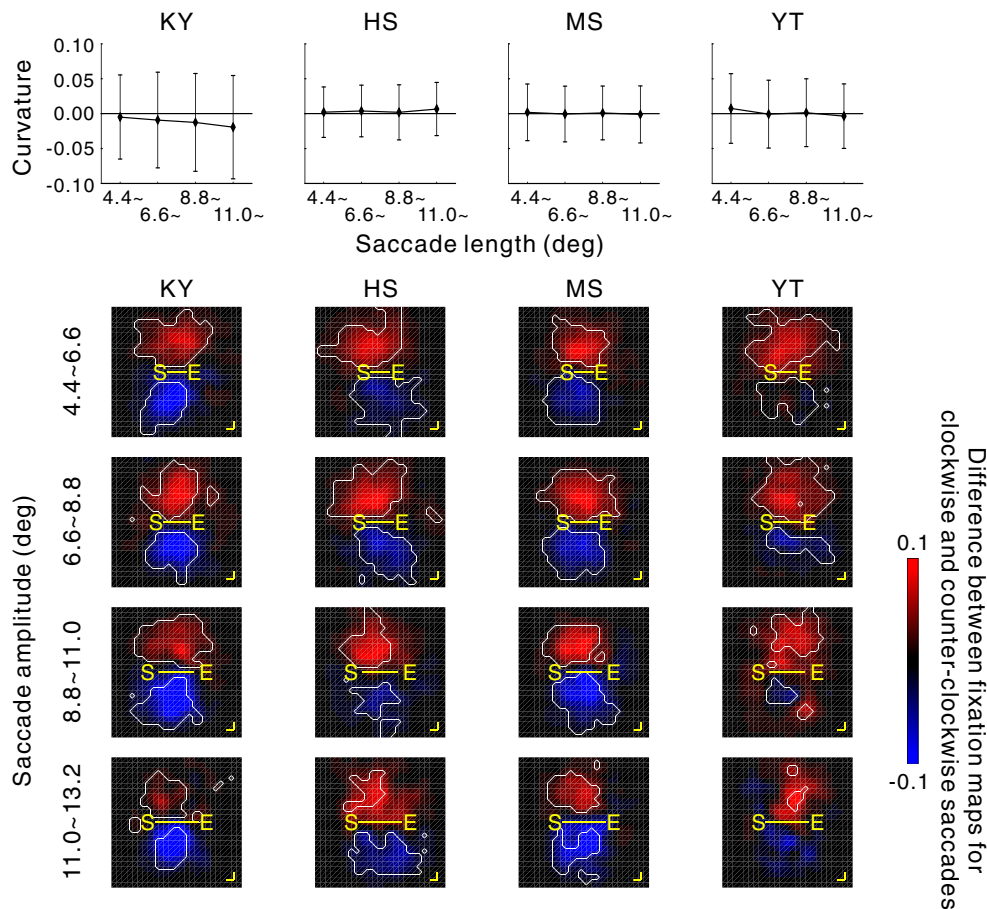 KY HS MS YT
Curvature
0.10
0.05
0.00
-0.05
-0.10
4.4~ 8.8~ 4.4~ 8.8~ 4.4~ 8.8~ 4.4~ 8.8~
6.6~ 11.0~ 6.6~ 11.0~ 6.6~ 11.0~ 6.6~ 11.0~
Saccade length (deg)
KY HS MS YT
Saccade amplitude (deg)
4.4~6.6
S E S E S E S E
6.6~8.8
S E S E S E S E
8.8~11.0
S E S E S E S E
11.0~13.2
S E S E S E S E
0.1
-0.1
Difference between fixation maps for
clockwise and counter-clockwise saccades